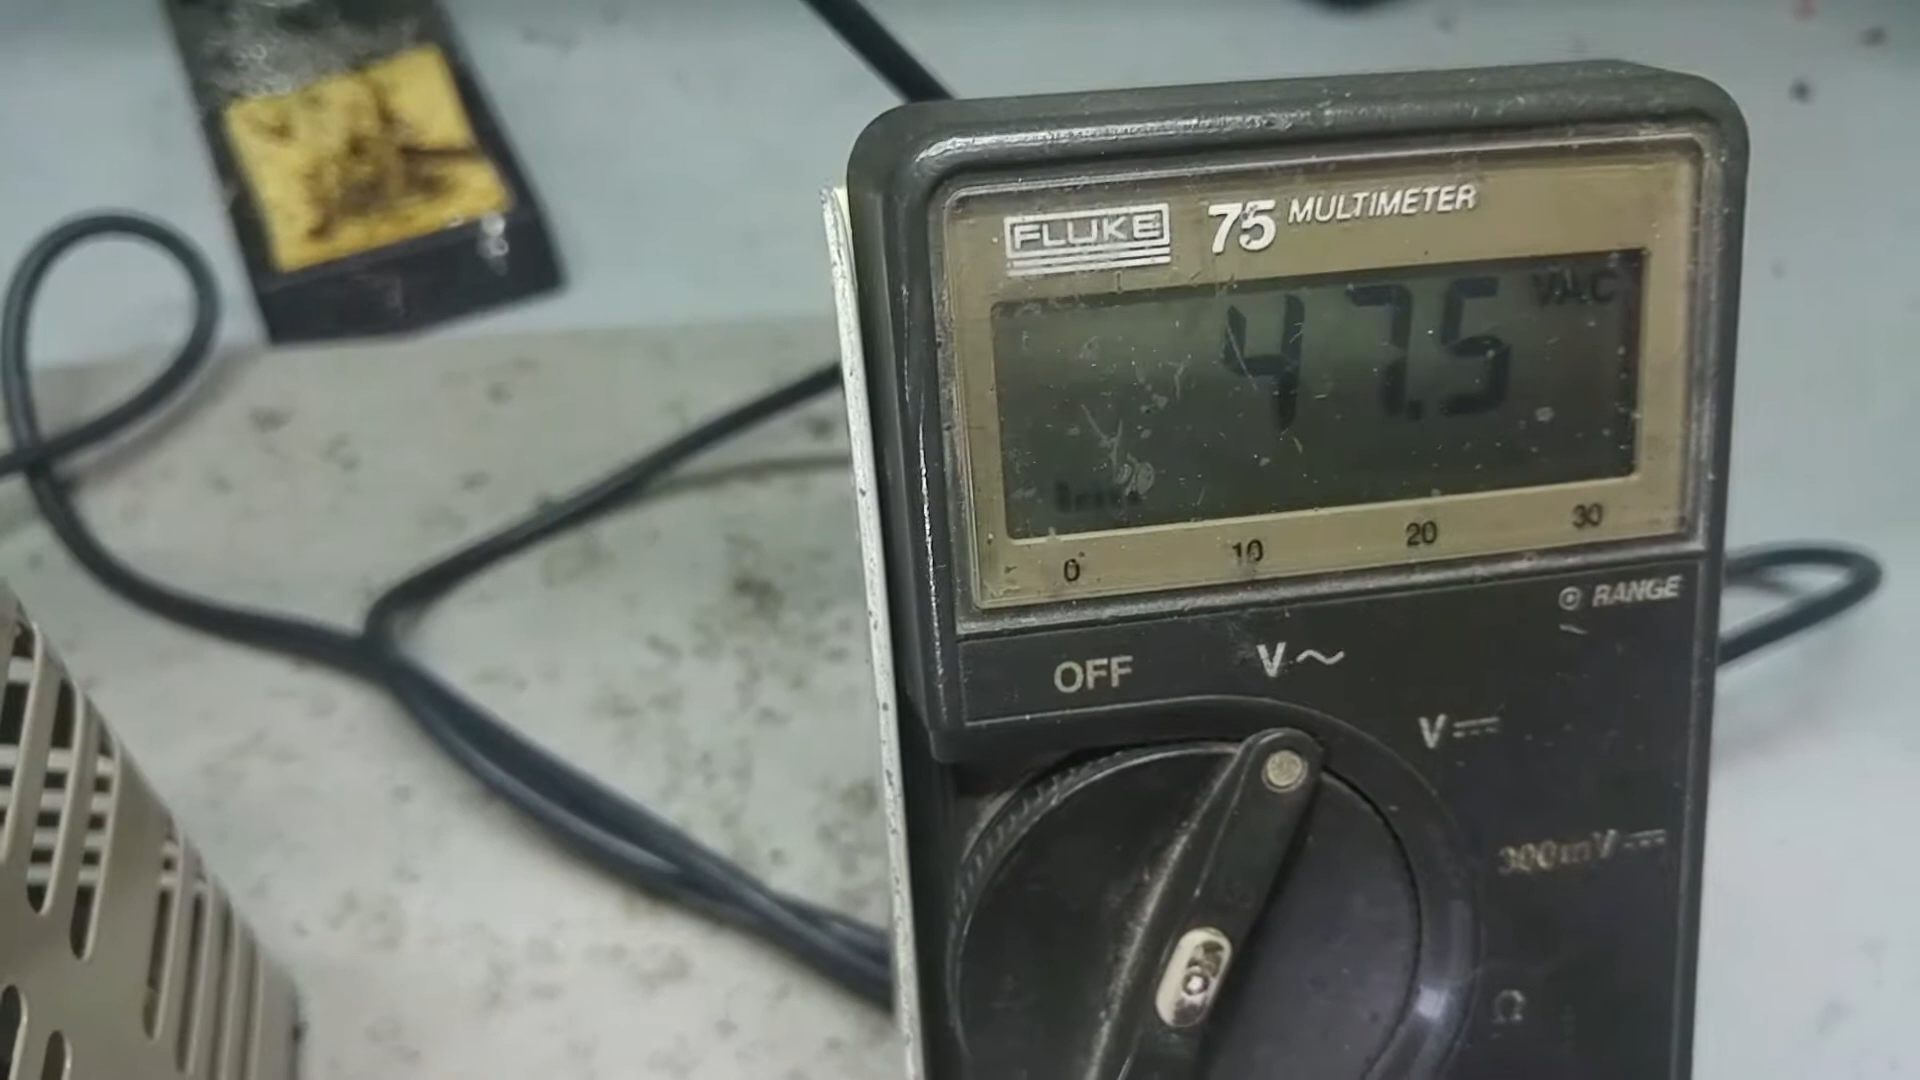 FLUKE 75 MULTIMETER
VAC
47.5
0 10 20 30
RANGE
OFF V~
V⎓
300mV⎓
Ω